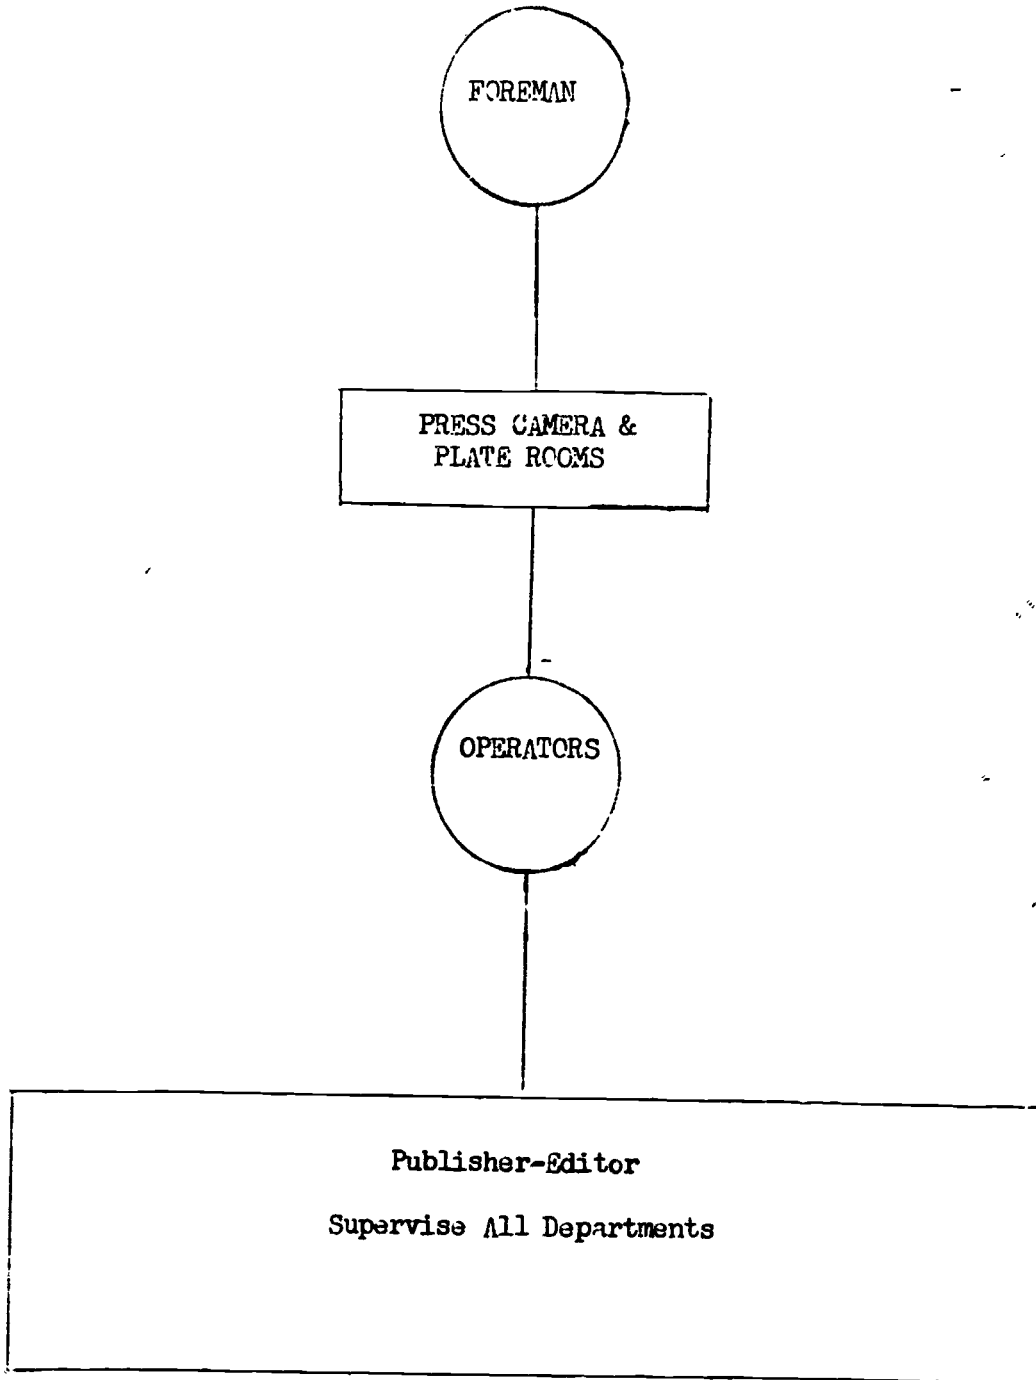 FOREMAN
PRESS CAMERA &
PLATE ROOMS
OPERATORS
Publisher-Editor
Supervise All Departments